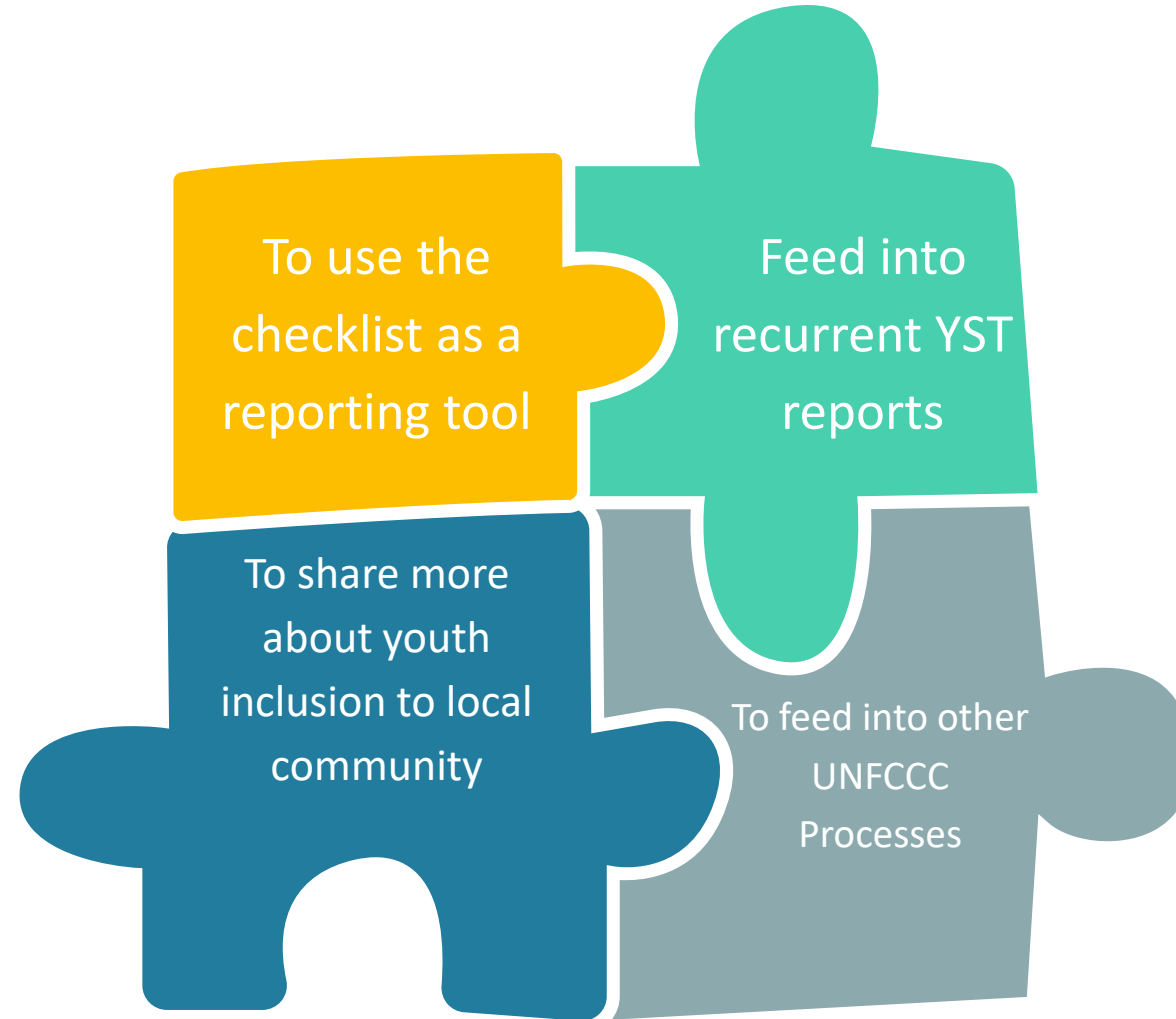 To use the
checklist as a
reporting tool
Feed into
recurrent YST
reports
To share more
about youth
inclusion to local
community
To feed into other
UNFCCC
Processes